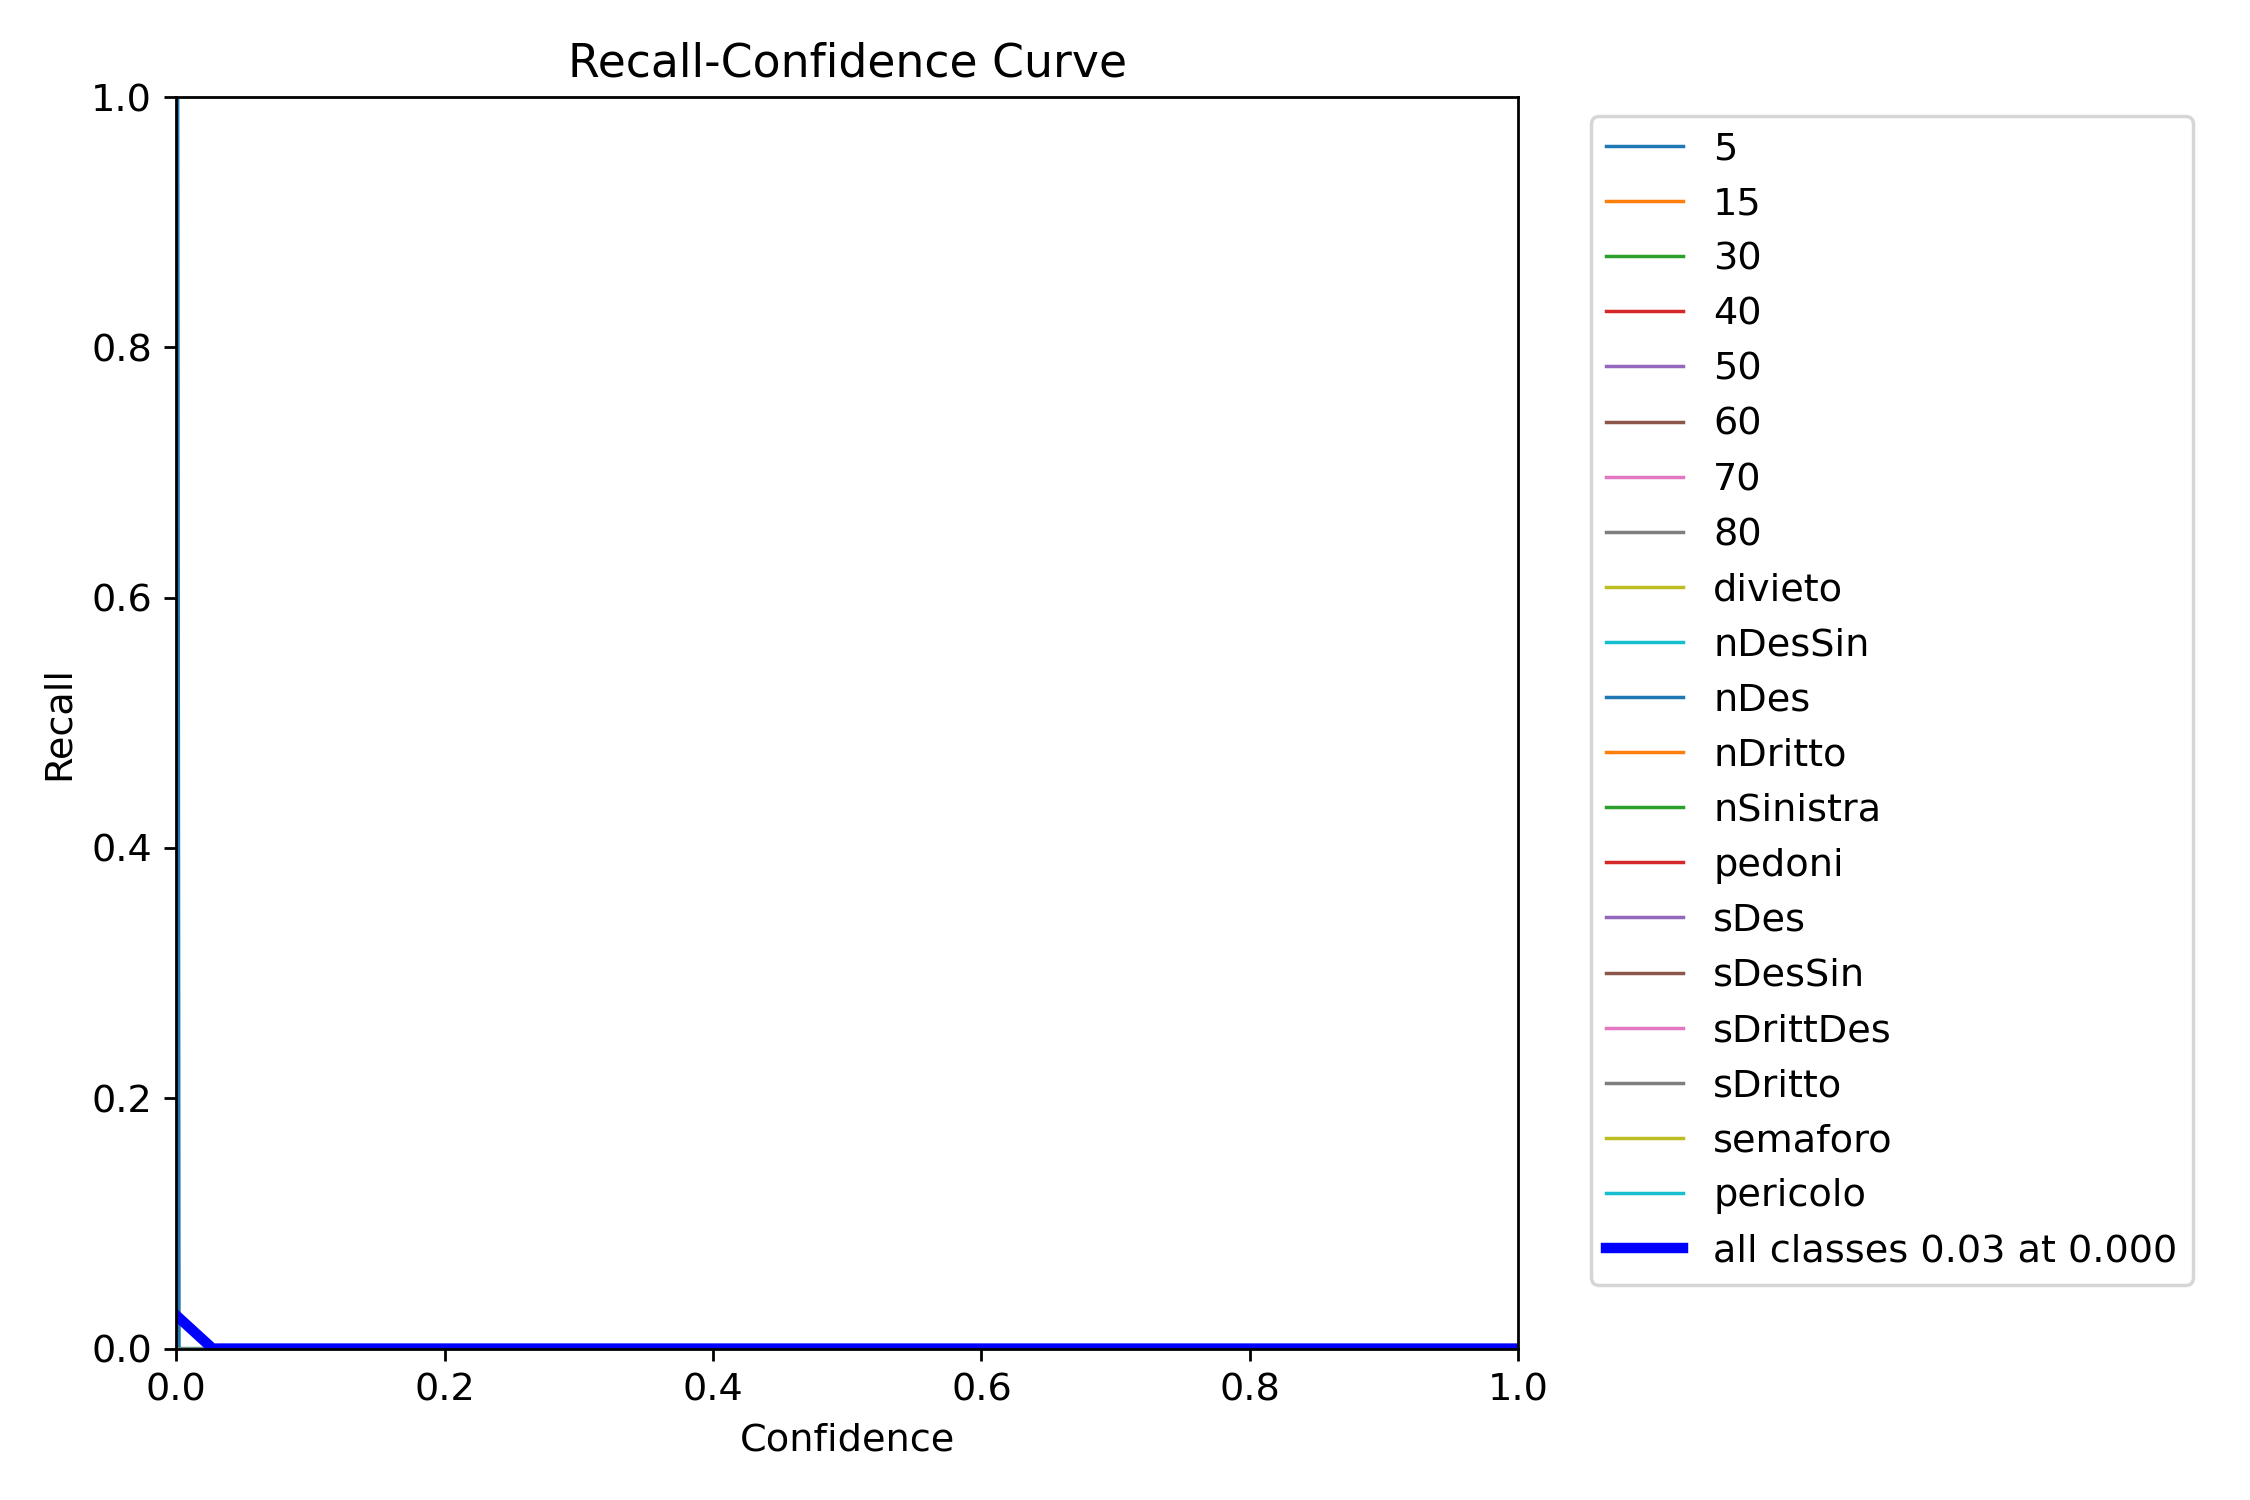 Recall-Confidence Curve
1.0
0.8
0.6
0.4
0.2
0.0
Recall
0.0 0.2 0.4 0.6 0.8 1.0
Confidence
5
15
30
40
50
60
70
80
divieto
nDesSin
nDes
nDritto
nSinistra
pedoni
sDes
sDesSin
sDrittDes
sDritto
semaforo
pericolo
all classes 0.03 at 0.000